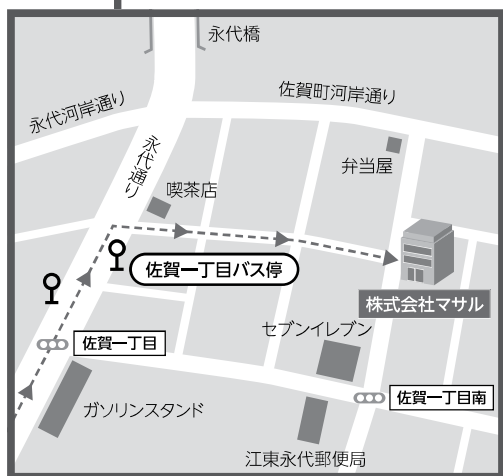 永代橋
佐賀町河岸通り
永代河岸通り
永代通り
弁当屋
喫茶店
佐賀一丁目バス停
株式会社マサル
セブンイレブン
佐賀一丁目
佐賀一丁目南
ガソリンスタンド
江東永代郵便局